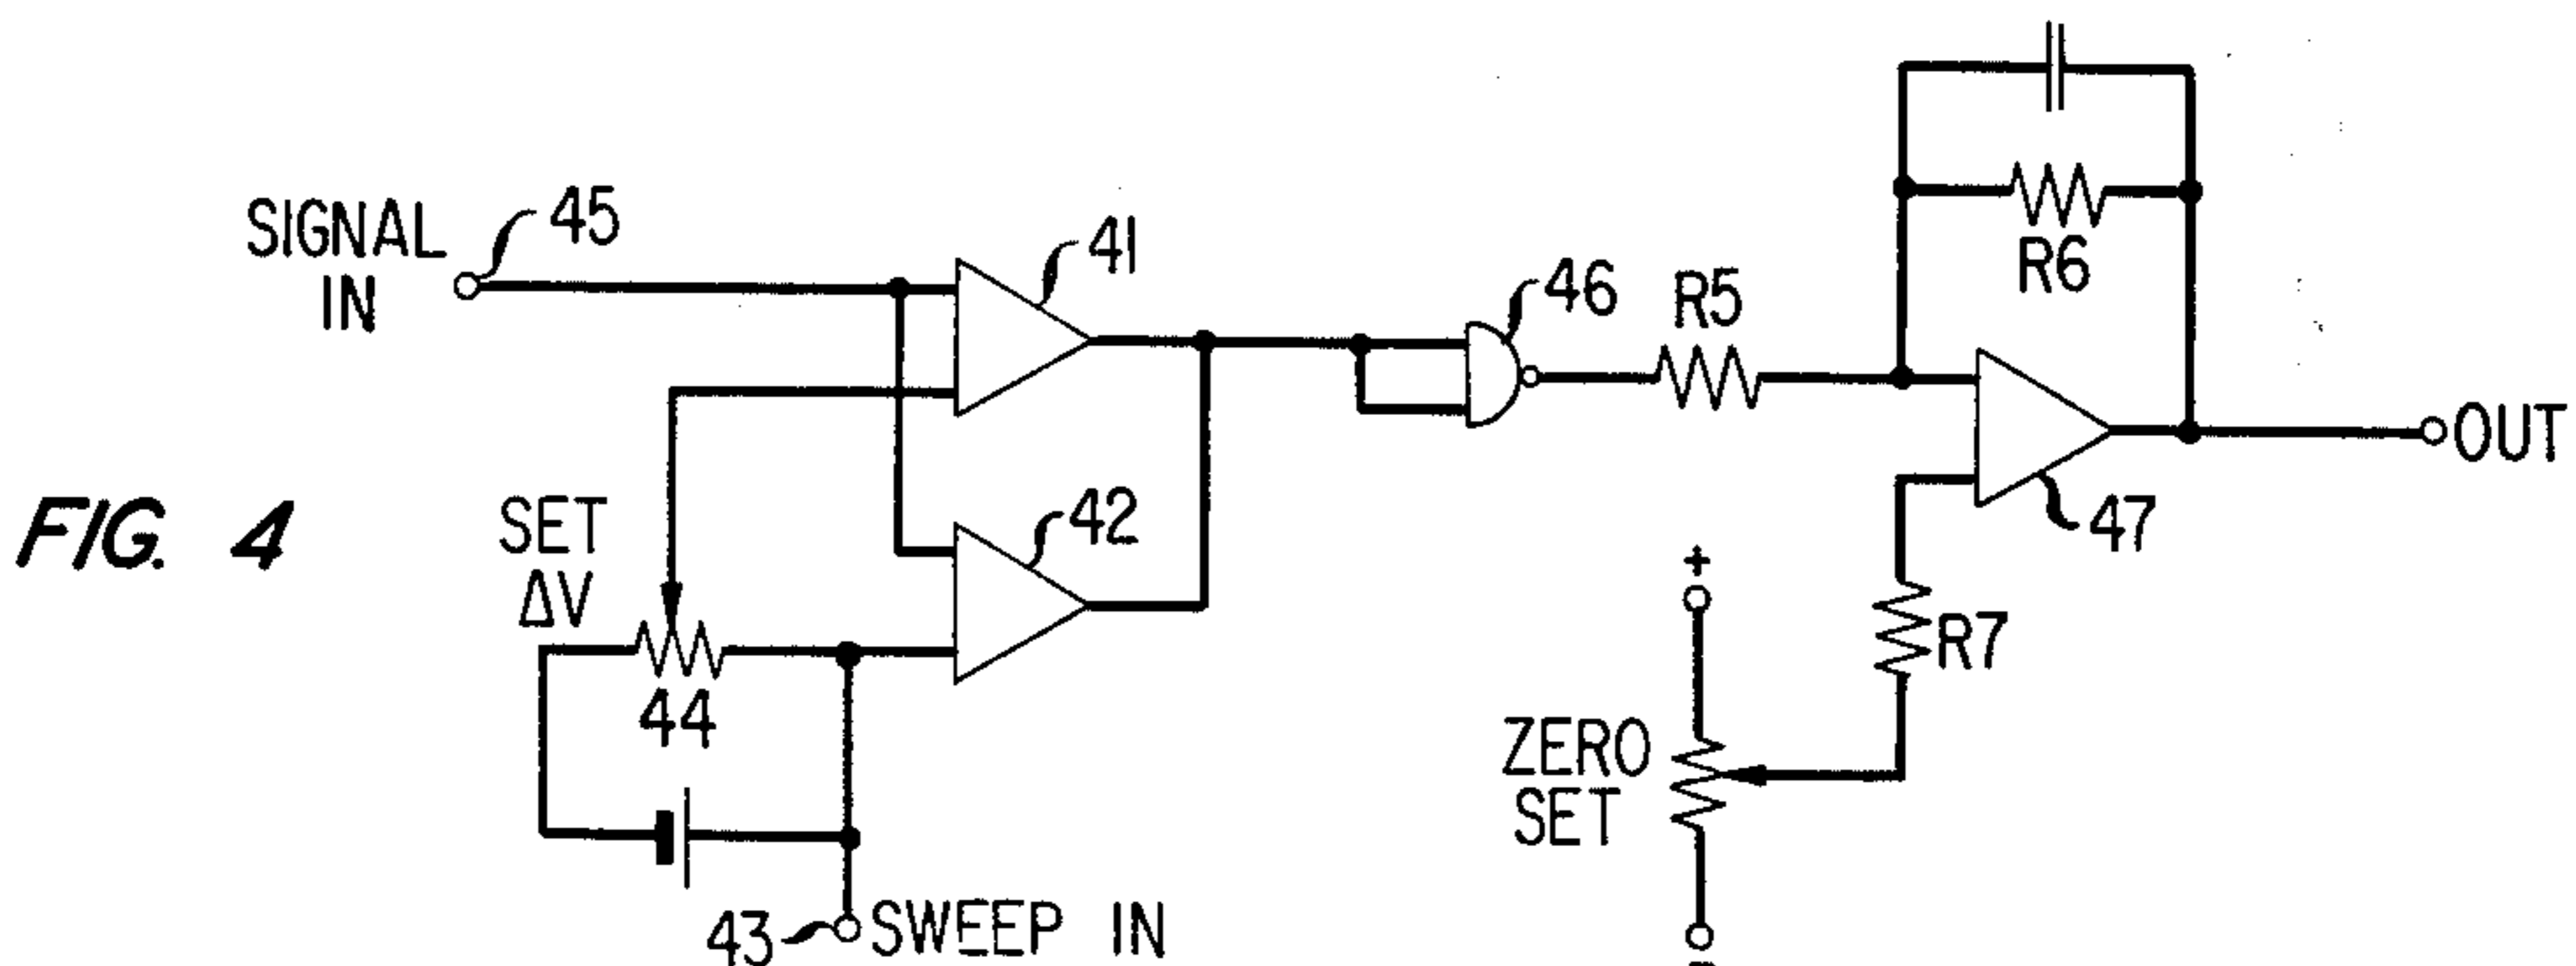 SIGNAL
IN
45
41
46
R5
R6
OUT
FIG. 4
SET
ΔV
42
47
44
+
R7
ZERO
SET
43
SWEEP IN
-